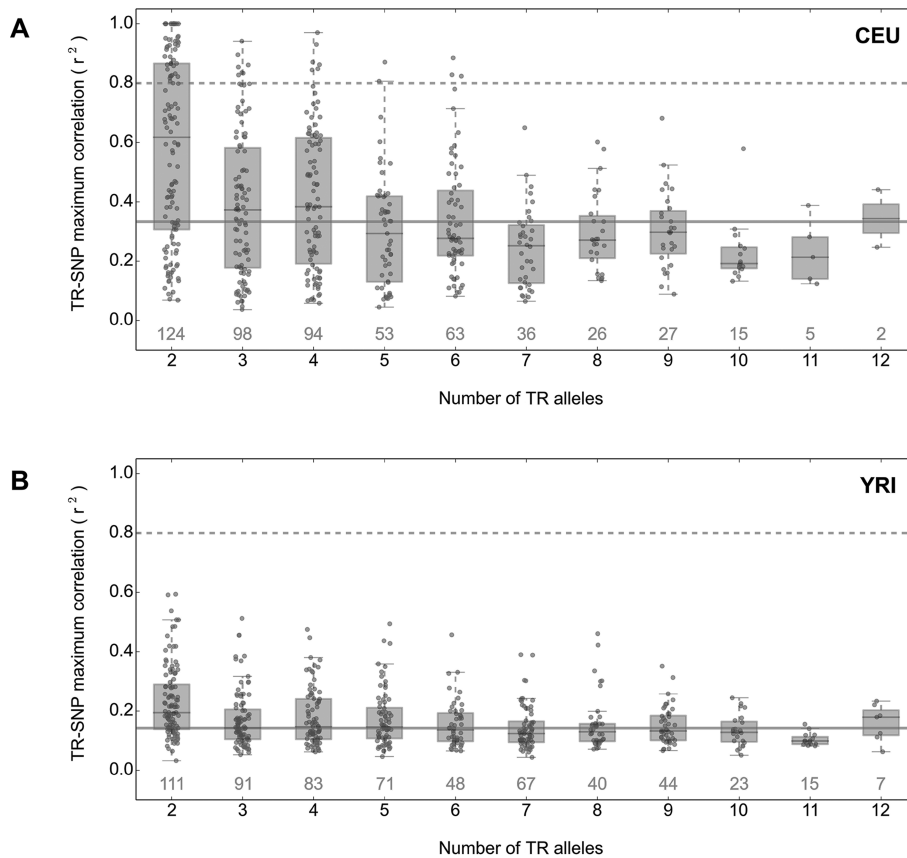 A
CEU
TR-SNP maximum correlation ( r² )
1.0
0.8
0.6
0.4
0.2
0.0
124 98 94 53 63 36 26 27 15 5 2
2 3 4 5 6 7 8 9 10 11 12
Number of TR alleles
B
YRI
TR-SNP maximum correlation ( r² )
1.0
0.8
0.6
0.4
0.2
0.0
111 91 83 71 48 67 40 44 23 15 7
2 3 4 5 6 7 8 9 10 11 12
Number of TR alleles